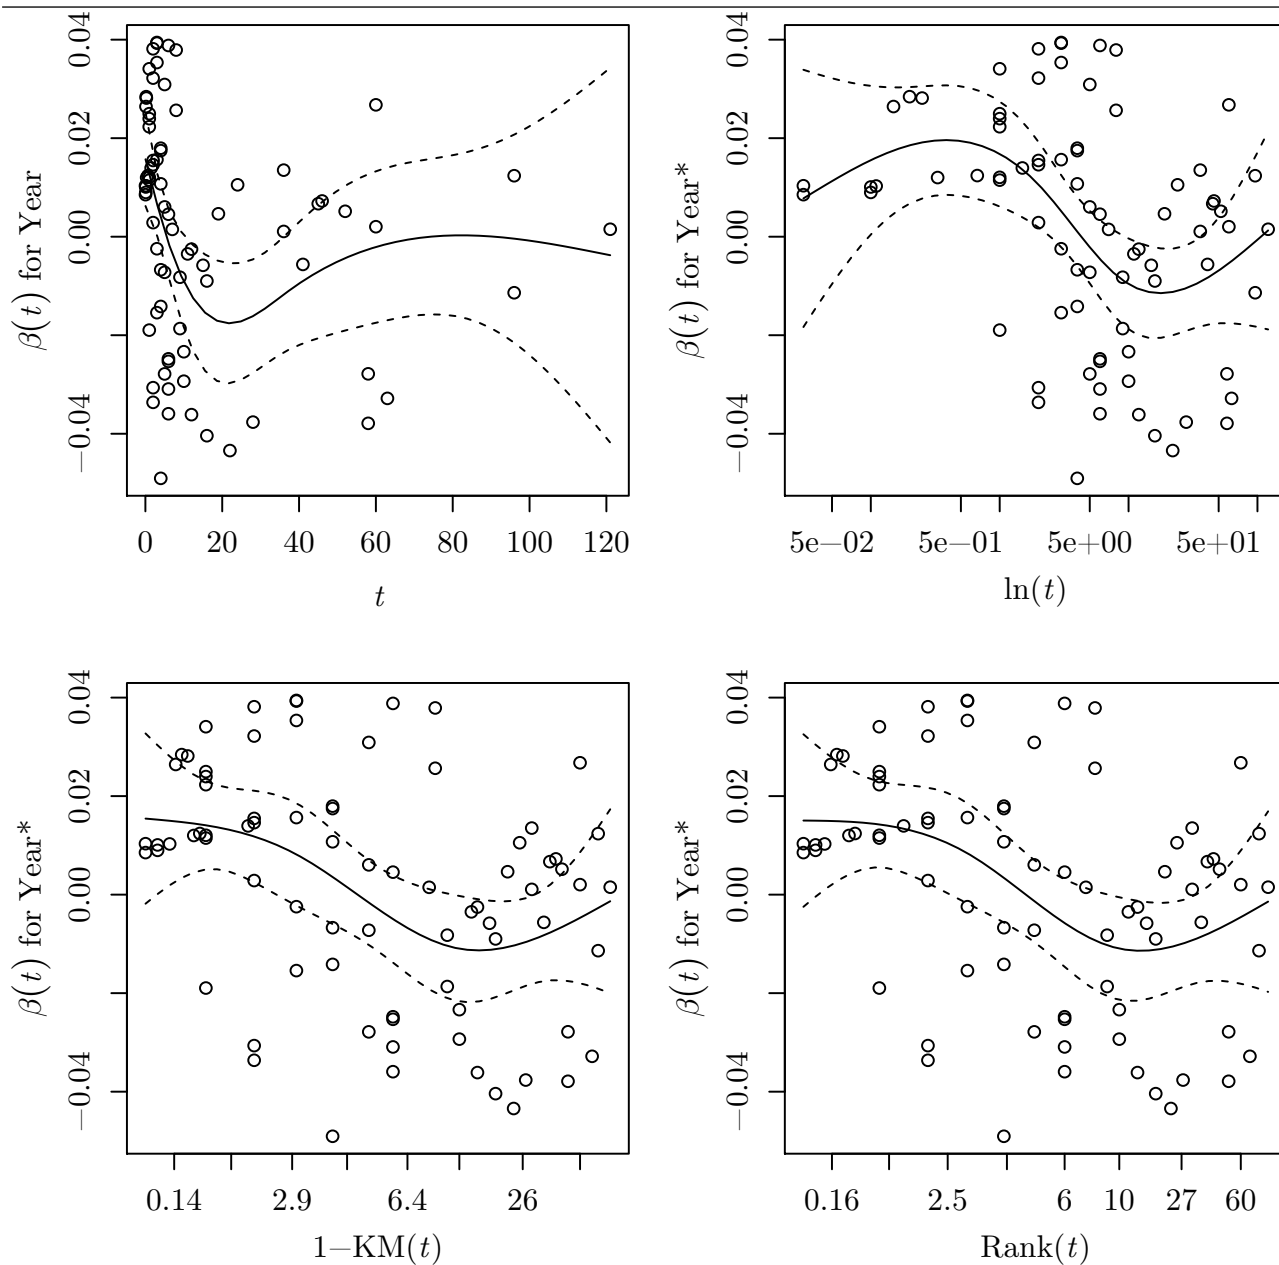 0.04
0.02
0.00
−0.04
β(t) for Year
0 20 40 60 80 100 120
t
0.04
0.02
0.00
−0.04
β(t) for Year*
5e−02 5e−01 5e+00 5e+01
ln(t)
0.04
0.02
0.00
−0.04
β(t) for Year*
0.14 2.9 6.4 26
1−KM(t)
0.04
0.02
0.00
−0.04
β(t) for Year*
0.16 2.5 6 10 27 60
Rank(t)